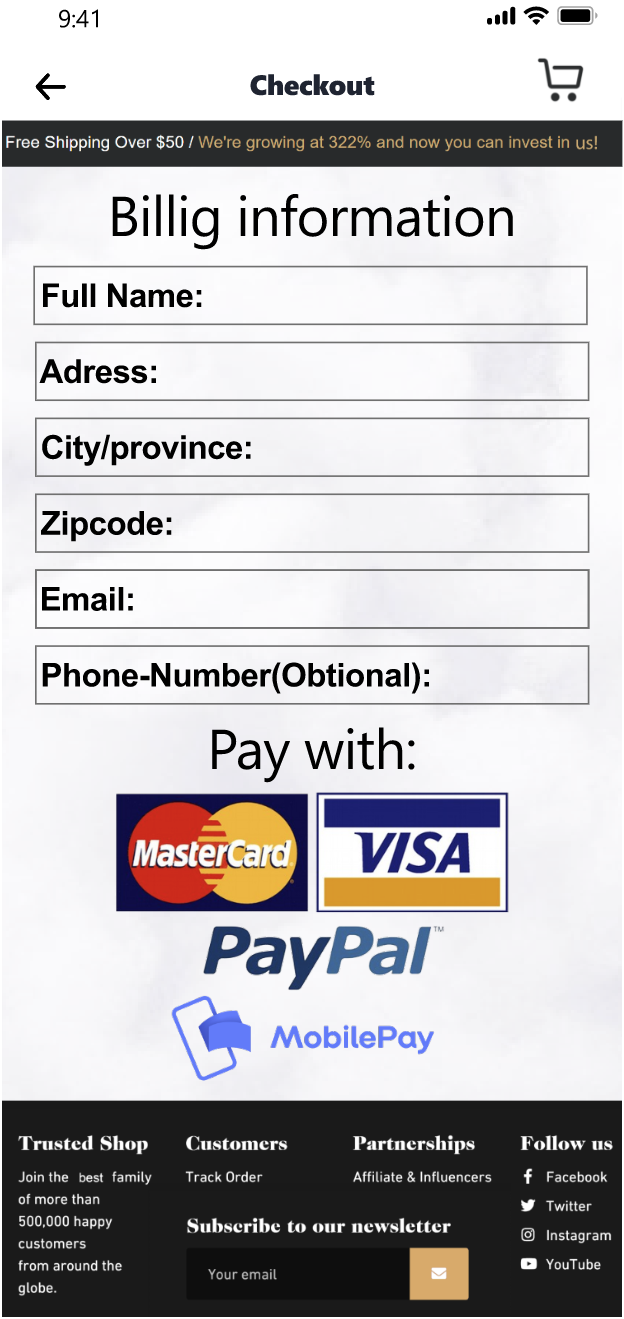 9:41
Checkout
Free Shipping Over $50 / We're growing at 322% and now you can invest in us!
Billig information
Full Name:
Adress:
City/province:
Zipcode:
Email:
Phone-Number(Obtional):
Pay with:
MasterCard
VISA
PayPal™
MobilePay
Trusted Shop
Join the best family
of more than
500,000 happy
customers
from around the
globe.
Customers
Track Order
Partnerships
Affiliate & Influencers
Subscribe to our newsletter
Your email
Follow us
Facebook
Twitter
Instagram
YouTube